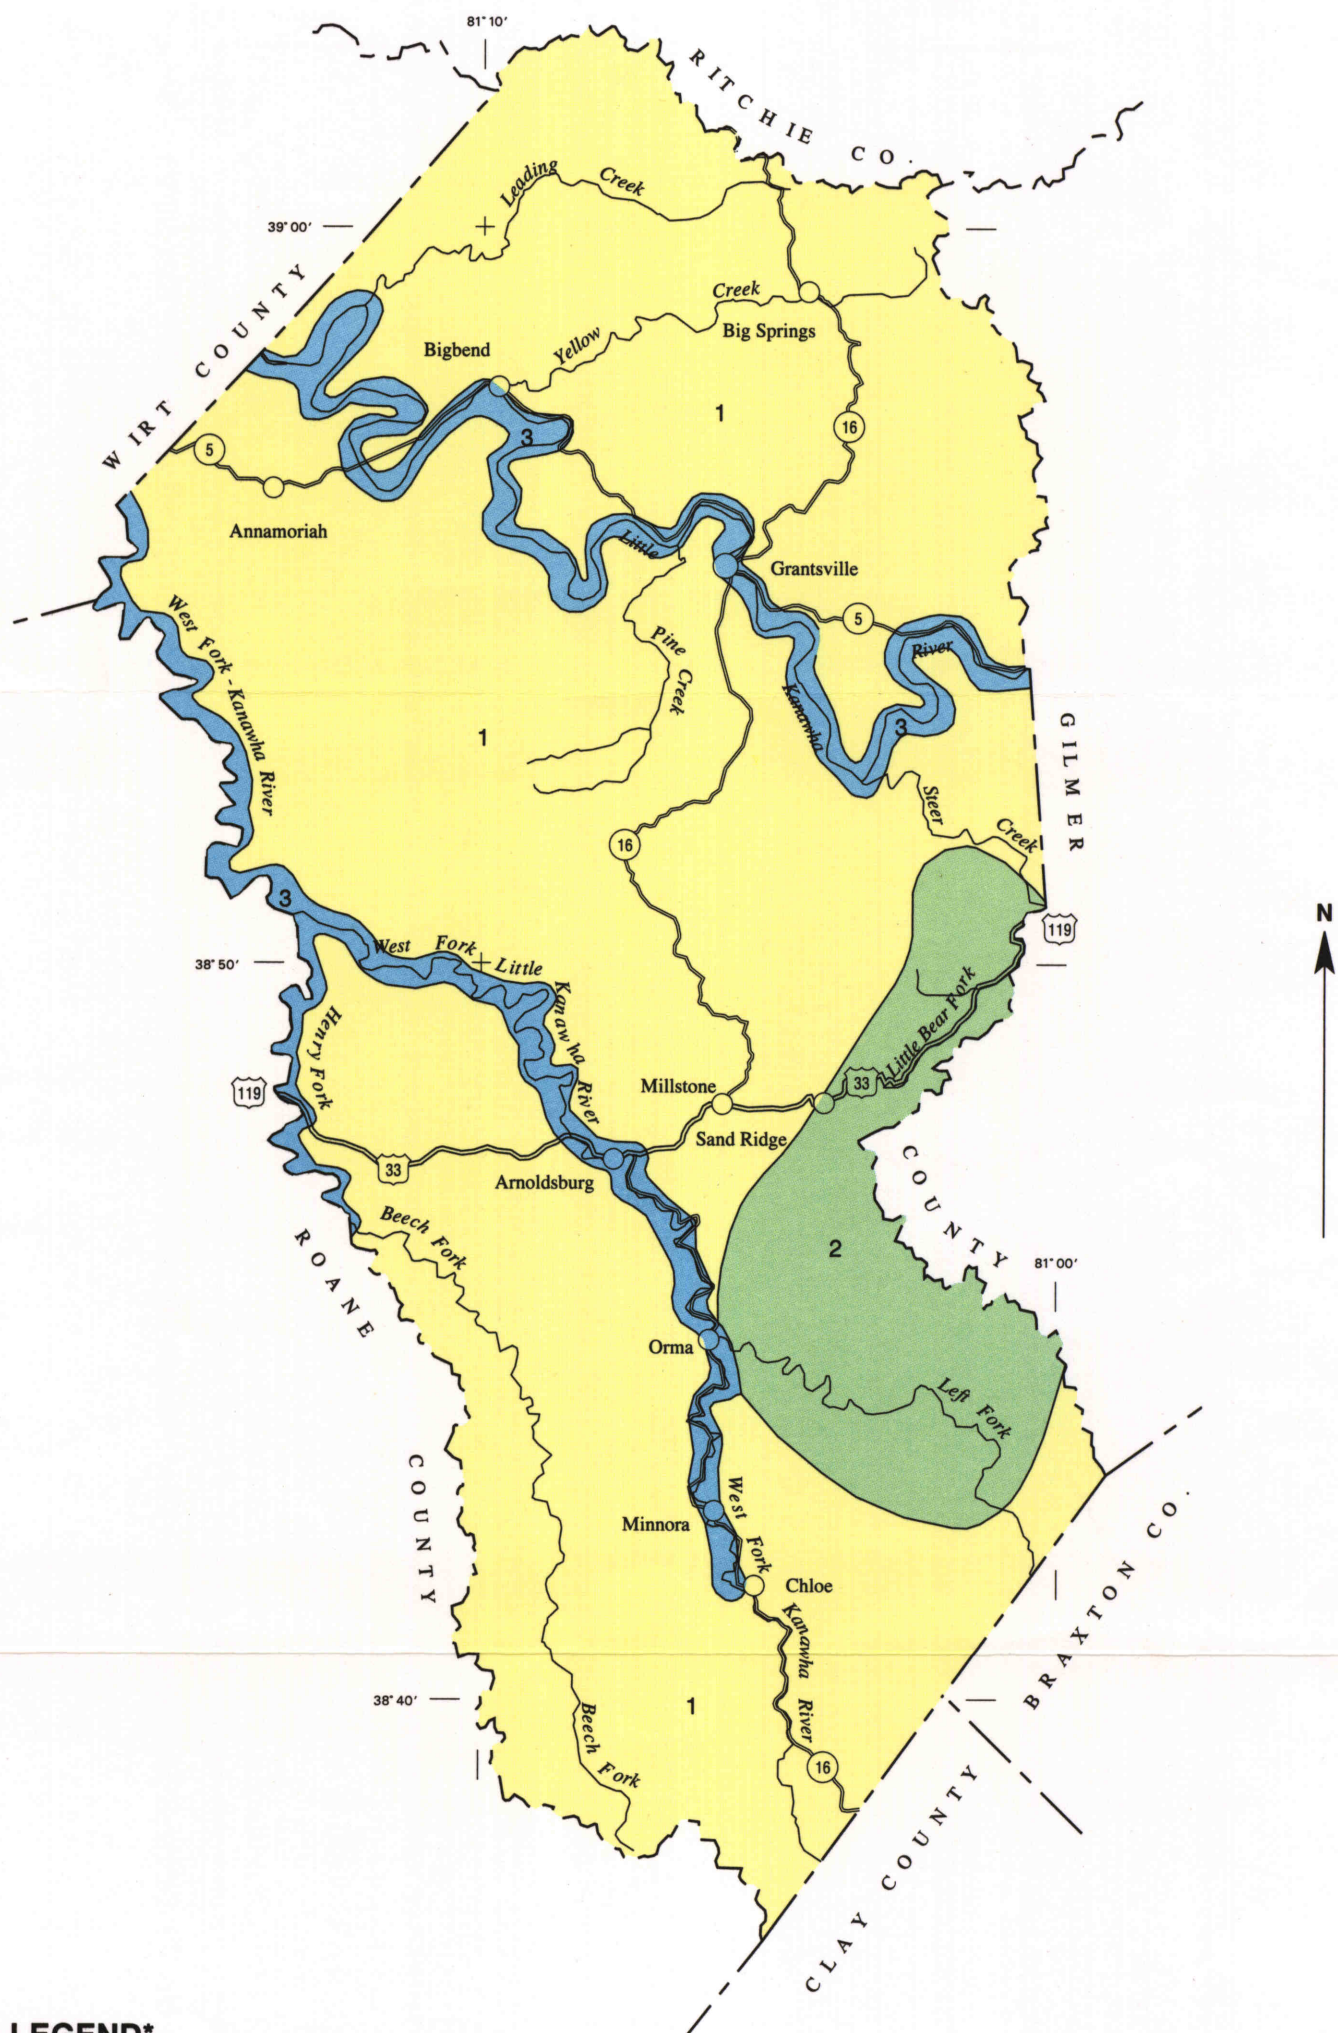 81°10'
RITCHIE CO.
Leading Creek
39°00'
WIRT COUNTY
Creek
Big Springs
Yellow
Bigbend
1
16
3
5
Annamoriah
Little
Grantsville
5
West Fork - Kanawha River
Pine Creek
River
Kanawha
3
GILMER
1
Steer Creek
16
3
119
N
West Fork Little Kanawha River
38°50'
Henry Fork
Little Bear Fork
33
Millstone
119
Sand Ridge
33
Arnoldsburg
COUNTY
Beech Fork
ROANE
2
81°00'
Orma
Left Fork
COUNTY
West Fork
Minnora
Chloe
BRAXTON CO.
Kanawha River
38°40'
1
Beech Fork
16
CLAY COUNTY
LEGEND*